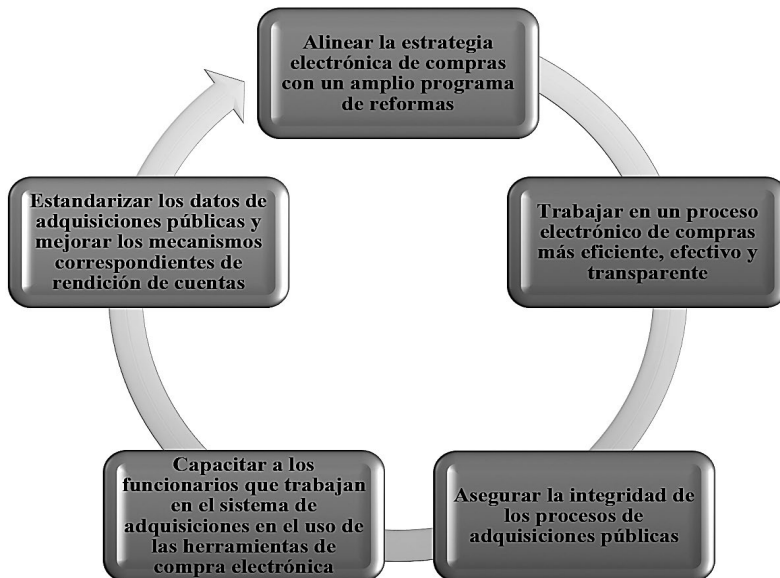 Alinear la estrategia
electrónica de compras
con un amplio programa
de reformas
Trabajar en un proceso
electrónico de compras
más eficiente, efectivo y
transparente
Asegurar la integridad de
los procesos de
adquisiciones públicas
Capacitar a los
funcionarios que trabajan
en el sistema de
adquisiciones en el uso de
las herramientas de
compra electrónica
Estandarizar los datos de
adquisiciones públicas y
mejorar los mecanismos
correspondientes de
rendición de cuentas